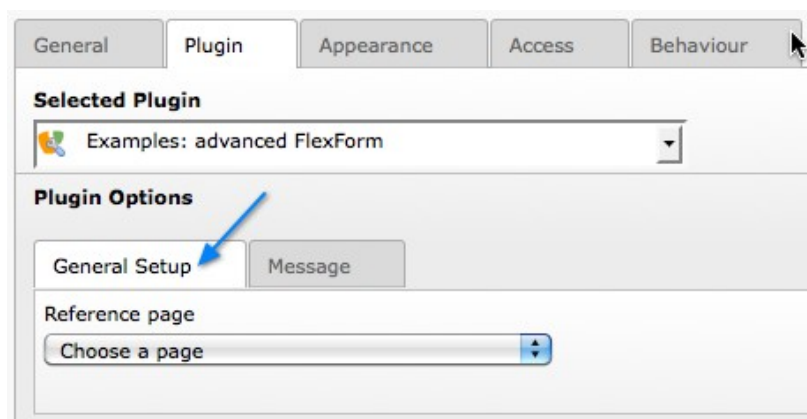 General Plugin Appearance Access Behaviour
Selected Plugin
Examples: advanced FlexForm
Plugin Options
General Setup Message
Reference page
Choose a page